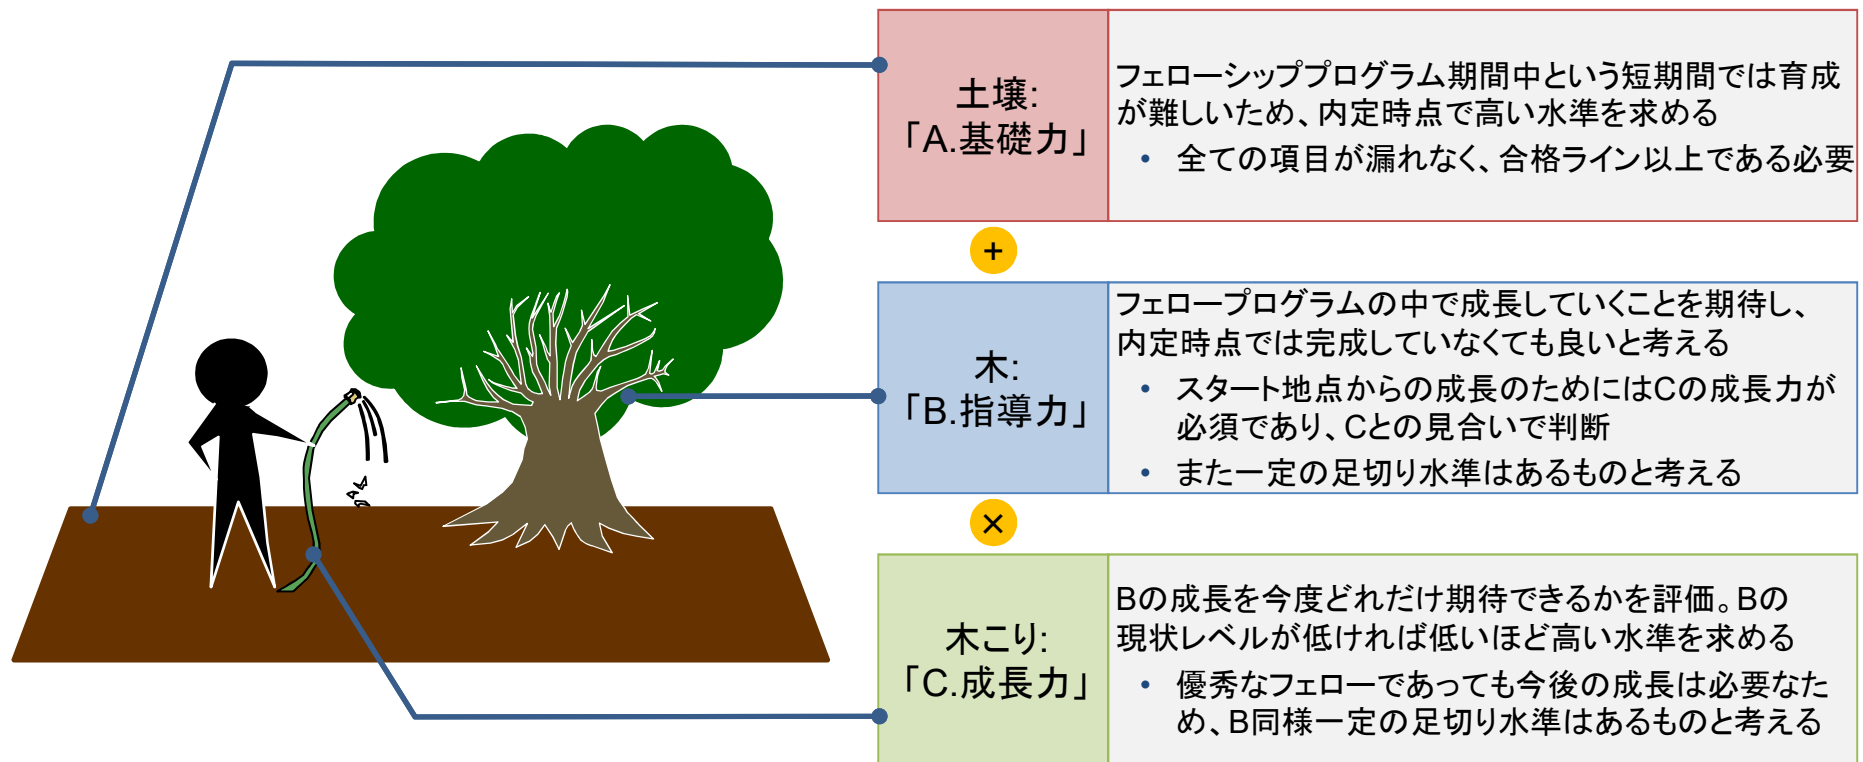 土壌:
「A.基礎力」
フェローシッププログラム期間中という短期間では育成
が難しいため、内定時点で高い水準を求める
• 全ての項目が漏れなく、合格ライン以上である必要
+
木:
「B.指導力」
フェロープログラムの中で成長していくことを期待し、
内定時点では完成していなくても良いと考える
• スタート地点からの成長のためにはCの成長力が
必須であり、Cとの見合いで判断
• また一定の足切り水準はあるものと考える
×
木こり:
「C.成長力」
Bの成長を今度どれだけ期待できるかを評価。Bの
現状レベルが低ければ低いほど高い水準を求める
• 優秀なフェローであっても今後の成長は必要なた
め、B同様一定の足切り水準はあるものと考える